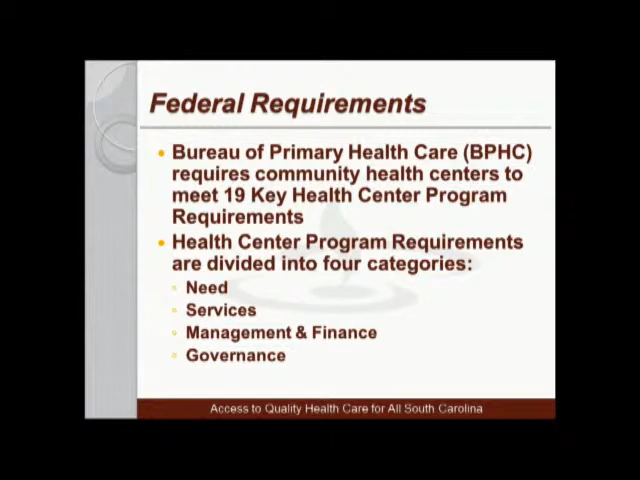 Federal Requirements
Bureau of Primary Health Care (BPHC)
requires community health centers to
meet 19 Key Health Center Program
Requirements
Health Center Program Requirements
are divided into four categories:
Need
Services
Management & Finance
Governance
Access to Quality Health Care for All South Carolina